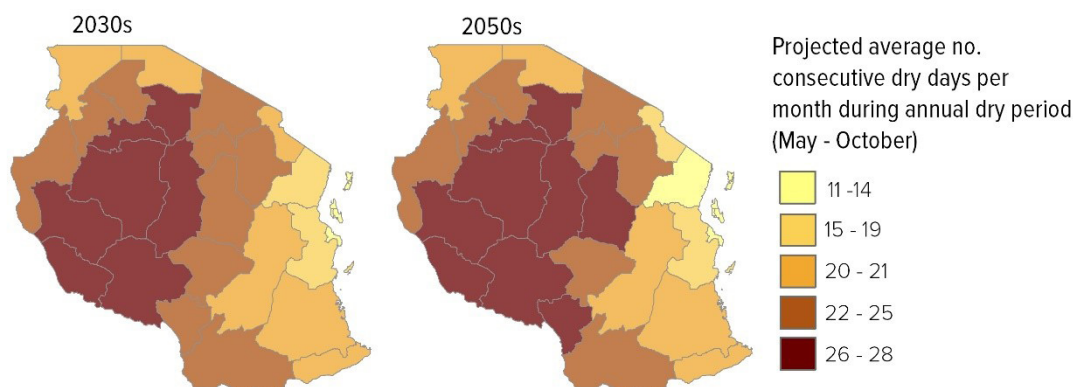 2030s
2050s
Projected average no.
consecutive dry days per
month during annual dry period
(May - October)
11 -14
15 - 19
20 - 21
22 - 25
26 - 28